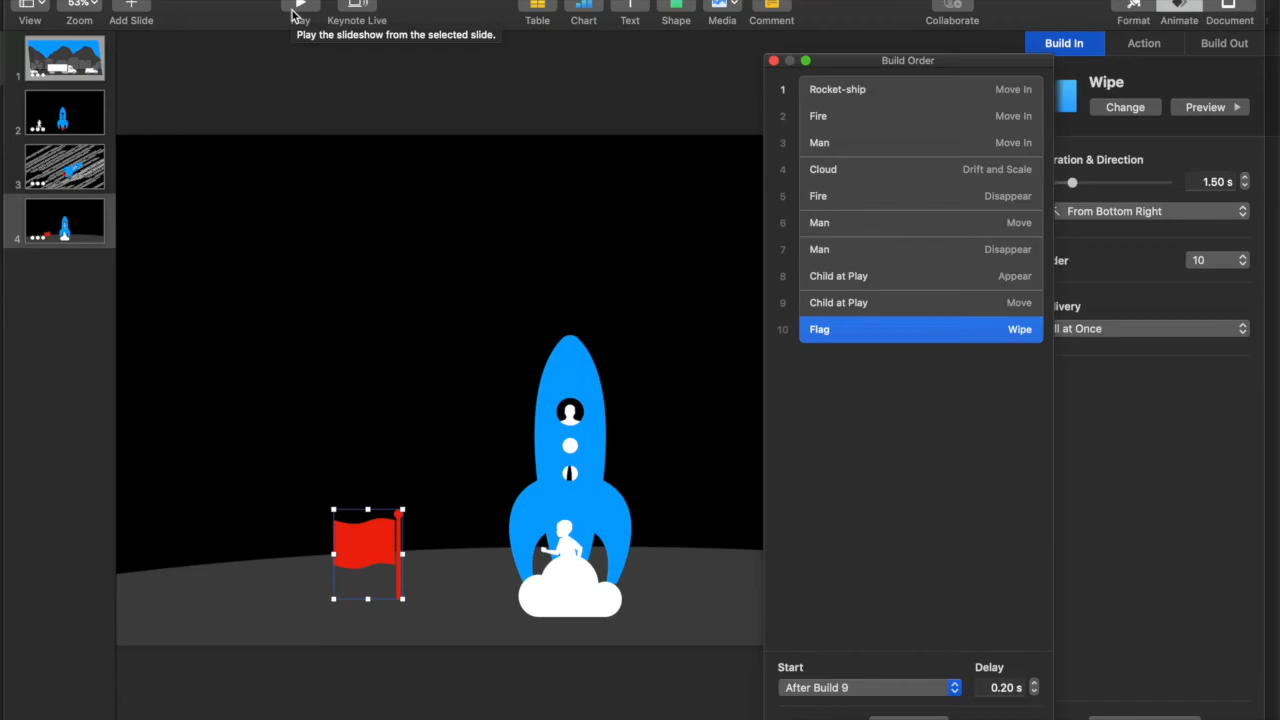 53%
View
Zoom
Add Slide
Keynote Live
Table
Chart
Text
Shape
Media
Comment
Collaborate
Format
Animate
Document
Play the slideshow from the selected slide.
Build In
Action
Build Out
1
2
3
4
Build Order
1 Rocket-ship Move In
2 Fire Move In
3 Man Move In
4 Cloud Drift and Scale
5 Fire Disappear
6 Man Move
7 Man Disappear
8 Child at Play Appear
9 Child at Play Move
10 Flag Wipe
Start
After Build 9
Delay
0.20 s
Wipe
Change
Preview
ration & Direction
1.50 s
From Bottom Right
der
10
livery
ll at Once